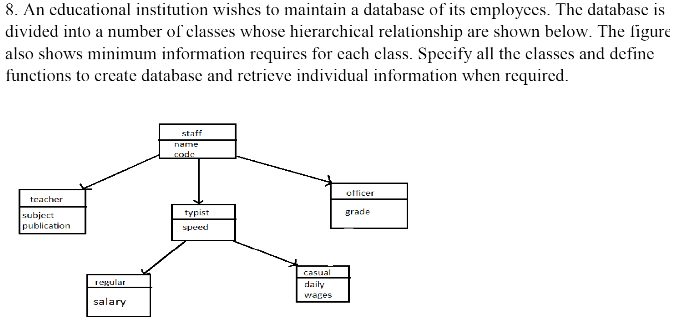 8. An educational institution wishes to maintain a database of its employees. The database is
divided into a number of classes whose hierarchical relationship are shown below. The figure
also shows minimum information requires for each class. Specify all the classes and define
functions to create database and retrieve individual information when required.
staff
name
code
teacher
subject
publication
typist
speed
officer
grade
regular
salary
casual
daily
wages